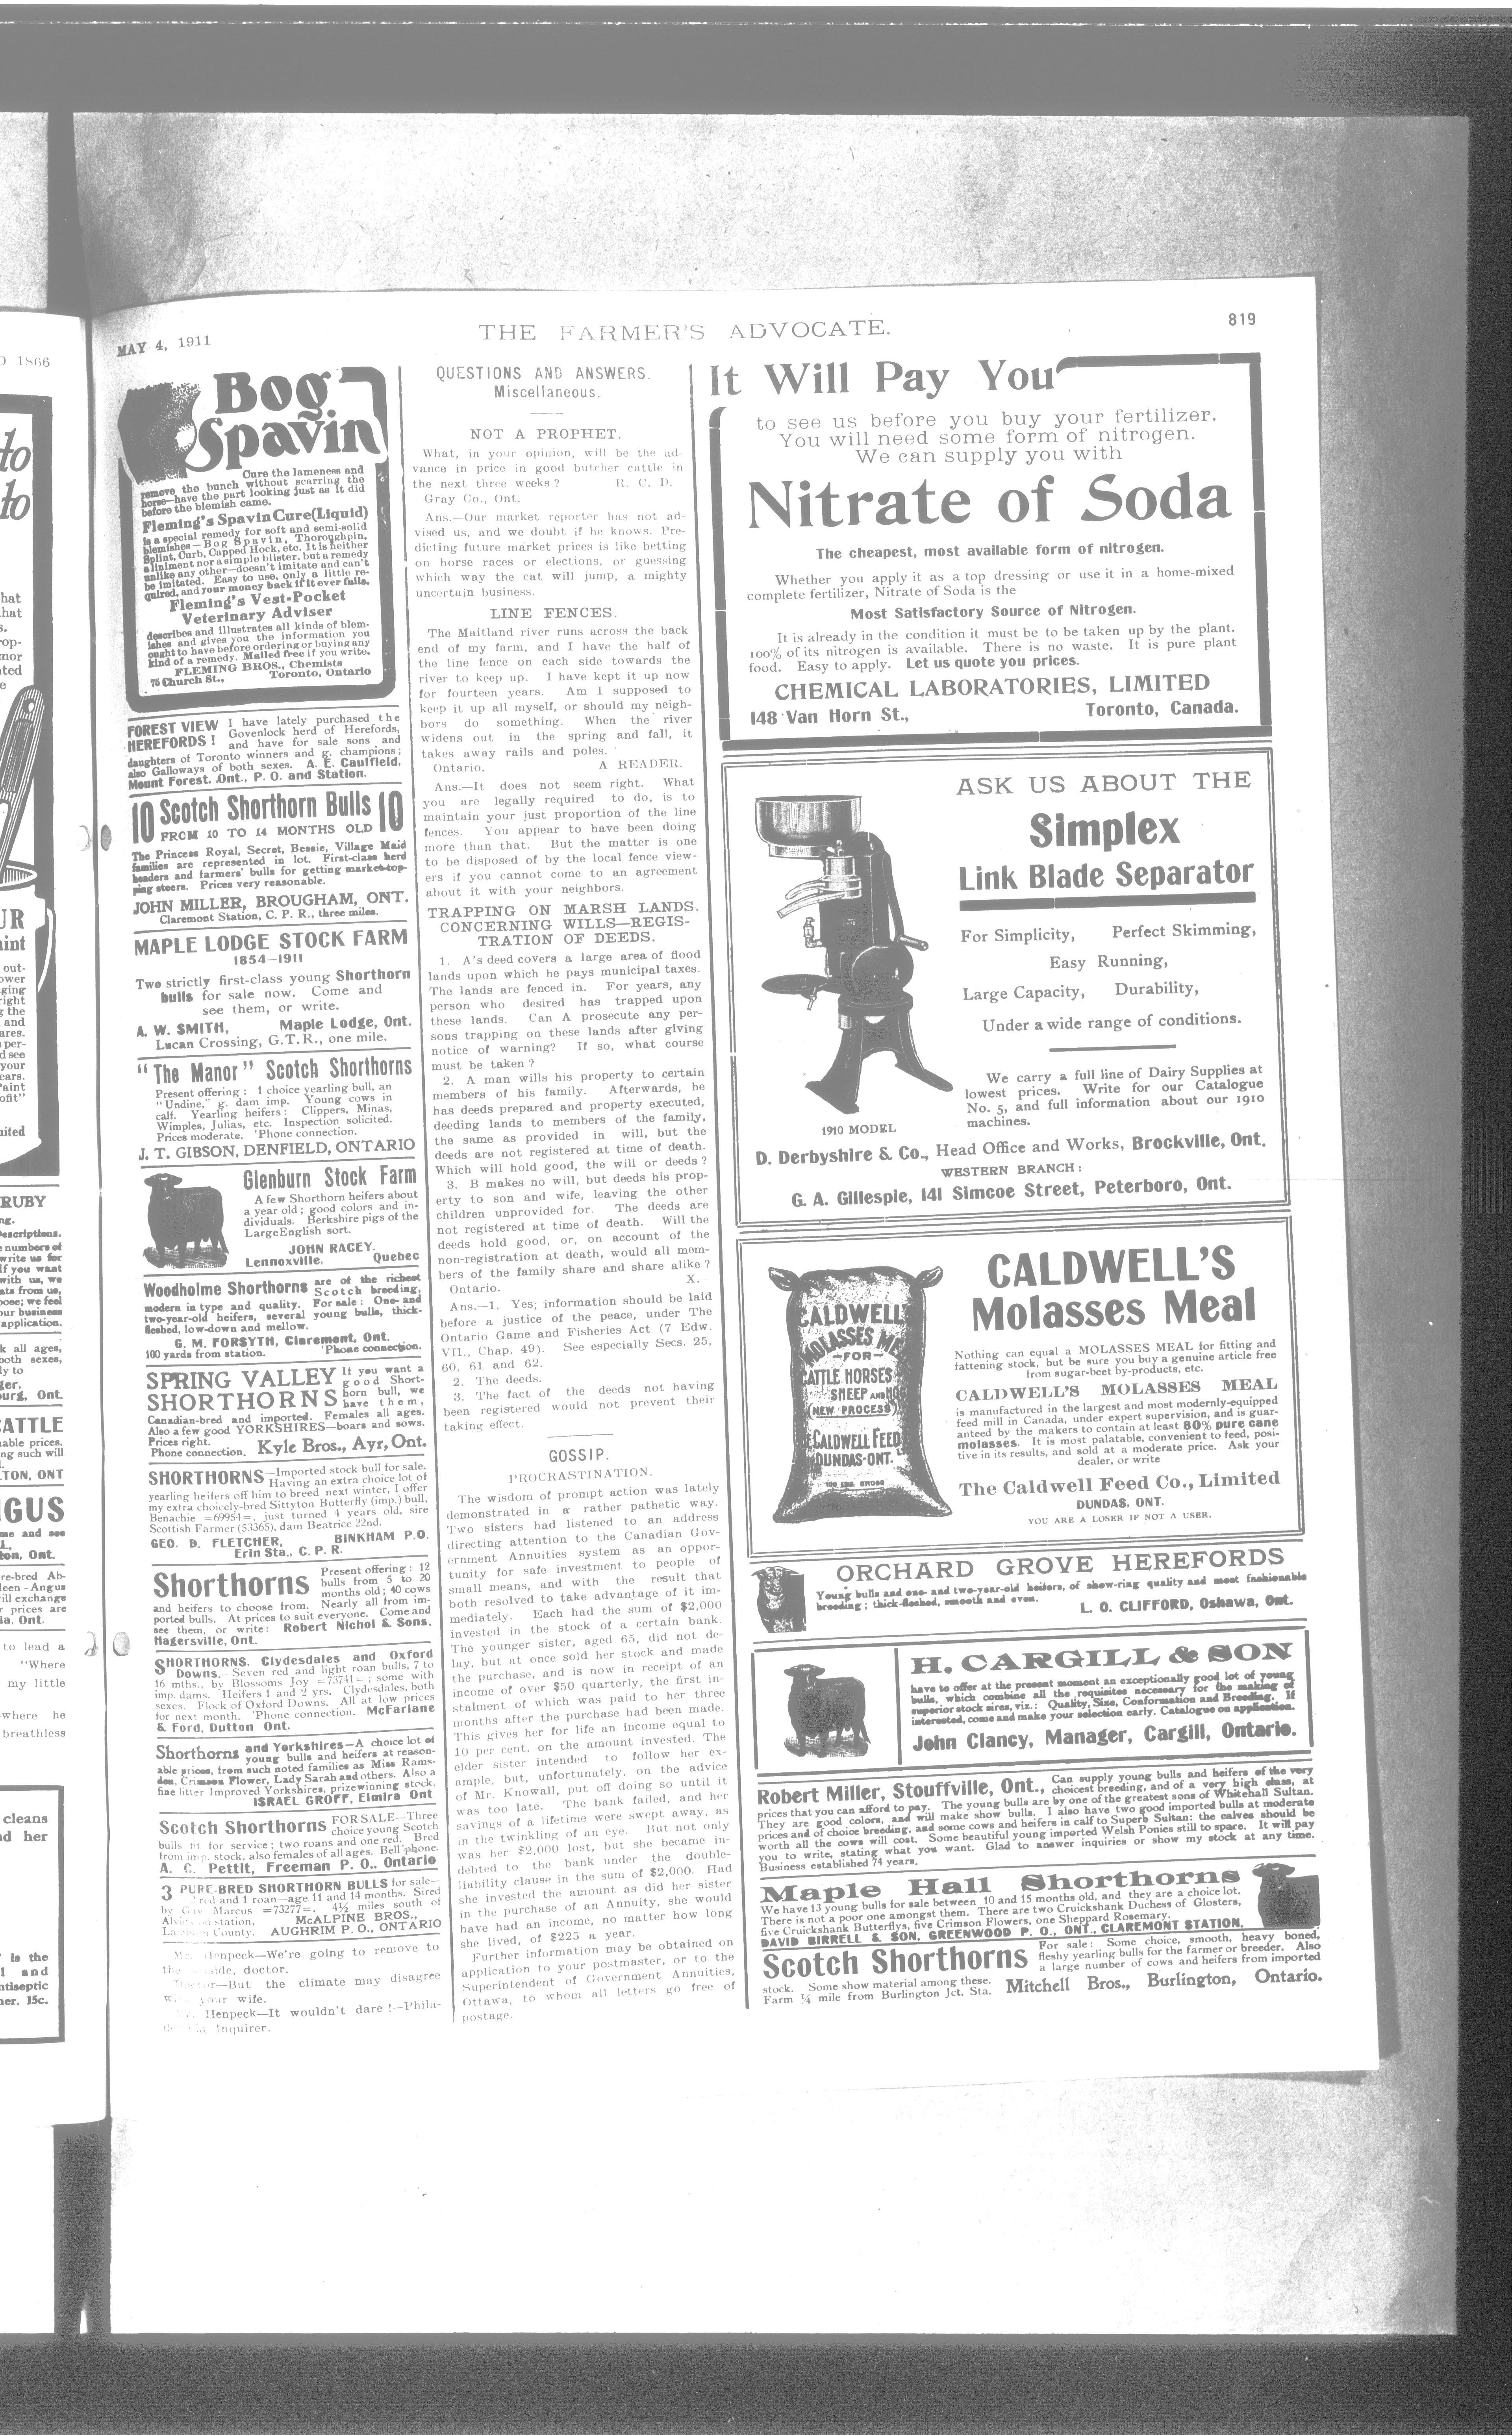 MAY 4, 1911
THE FARMER'S ADVOCATE.
819
Bog
Spavin
Cure the lameness and
remove the bunch without scarring the
horse—have the part looking just as it did
before the blemish came.
Fleming's Spavin Cure(Liquid)
is a special remedy for soft and semi-solid
blemishes—Bog Spavin, Thoroughpin,
Splint, Curb, Capped Hock, etc. It is neither
a liniment nor a simple blister, but a remedy
unlike any other—doesn't imitate and can't
be imitated. Easy to use, only a little re-
quired, and your money back if it ever fails.
Fleming's Vest-Pocket
Veterinary Adviser
describes and illustrates all kinds of blem-
ishes and gives you the information you
ought to have before ordering or buying any
kind of a remedy. Mailed free if you write.
FLEMING BROS., Chemists
75 Church St., Toronto, Ontario
FOREST VIEW HEREFORDS ! I have lately purchased the
Govenlock herd of Herefords,
and have for sale sons and
daughters of Toronto winners and g. champions;
also Galloways of both sexes. A. E. Caulfield,
Mount Forest, Ont., P. O. and Station.
10 Scotch Shorthorn Bulls 10
FROM 10 TO 14 MONTHS OLD
The Princess Royal, Secret, Bessie, Village Maid
families are represented in lot. First-class herd
headers and farmers' bulls for getting market-top-
ping steers. Prices very reasonable.
JOHN MILLER, BROUGHAM, ONT.
Claremont Station, C. P. R., three miles.
MAPLE LODGE STOCK FARM
1854—1911
Two strictly first-class young Shorthorn
bulls for sale now. Come and
see them, or write.
A. W. SMITH, Maple Lodge, Ont.
Lucan Crossing, G.T.R., one mile.
"The Manor" Scotch Shorthorns
Present offering: 1 choice yearling bull, an
"Undine," g. dam imp. Young cows in
calf. Yearling heifers: Clippers, Minas,
Wimples, Julias, etc. Inspection solicited.
Prices moderate. 'Phone connection.
J. T. GIBSON, DENFIELD, ONTARIO
Glenburn Stock Farm
A few Shorthorn heifers about
a year old; good colors and in-
dividuals. Berkshire pigs of the
Large English sort.
JOHN RACEY,
Lennoxville, Quebec
Woodholme Shorthorns are of the richest
Scotch breeding,
modern in type and quality. For sale: One- and
two-year-old heifers, several young bulls, thick-
fleshed, low-down and mellow.
G. M. FORSYTH, Claremont, Ont.
100 yards from station. 'Phone connection.
SPRING VALLEY
SHORTHORNS
If you want a
good Short-
horn bull, we
have them,
Canadian-bred and imported. Females all ages.
Also a few good YORKSHIRES—boars and sows.
Prices right.
Phone connection. Kyle Bros., Ayr, Ont.
SHORTHORNS—Imported stock bull for sale.
Having an extra choice lot of
yearling heifers off him to breed next winter, I offer
my extra choicely-bred Sittyton Butterfly (imp.) bull,
Benachie =69954=, just turned 4 years old, sire
Scottish Farmer (53365), dam Beatrice 22nd.
GEO. D. FLETCHER, BINKHAM P.O.
Erin Sta., C. P. R.
Shorthorns
Present offering: 12
bulls from 5 to 20
months old; 40 cows
and heifers to choose from. Nearly all from im-
ported bulls. At prices to suit everyone. Come and
see them, or write: Robert Nichol & Sons,
Hagersville, Ont.
SHORTHORNS, Clydesdales and Oxford
Downs.—Seven red and light roan bulls, 7 to
16 mths., by Blossoms Joy =73741=; some with
imp. dams. Heifers 1 and 2 yrs. Clydesdales, both
sexes. Flock of Oxford Downs. All at low prices
for next month. 'Phone connection. McFarlane
& Ford, Dutton Ont.
Shorthorns and Yorkshires—A choice lot of
young bulls and heifers at reason-
able prices, from such noted families as Miss Rams-
den, Crimson Flower, Lady Sarah and others. Also a
fine litter Improved Yorkshires, prizewinning stock.
ISRAEL GROFF, Elmira Ont
Scotch Shorthorns FOR SALE—Three
choice young Scotch
bulls fit for service; two roans and one red. Bred
from imp. stock, also females of all ages. Bell 'phone.
A. C. Pettit, Freeman P. O., Ontario
3 PURE-BRED SHORTHORN BULLS for sale—
red and 1 roan—age 11 and 14 months. Sired
by Marcus =73277=. 4½ miles south of
station, McALPINE BROS.,
County. AUGHRIM P. O., ONTARIO
Mr. Henpeck—We're going to remove to
the side, doctor.
Doctor—But the climate may disagree
your wife.
Henpeck—It wouldn't dare!—Phila-
Inquirer.
QUESTIONS AND ANSWERS.
Miscellaneous.
NOT A PROPHET.
What, in your opinion, will be the ad-
vance in price in good butcher cattle in
the next three weeks? R. C. D.
Gray Co., Ont.
Ans.—Our market reporter has not ad-
vised us, and we doubt if he knows. Pre-
dicting future market prices is like betting
on horse races or elections, or guessing
which way the cat will jump, a mighty
uncertain business.
LINE FENCES.
The Maitland river runs across the back
end of my farm, and I have the half of
the line fence on each side towards the
river to keep up. I have kept it up now
for fourteen years. Am I supposed to
keep it up all myself, or should my neigh-
bors do something. When the river
widens out in the spring and fall, it
takes away rails and poles.
Ontario. A READER.
Ans.—It does not seem right. What
you are legally required to do, is to
maintain your just proportion of the line
fences. You appear to have been doing
more than that. But the matter is one
to be disposed of by the local fence view-
ers if you cannot come to an agreement
about it with your neighbors.
TRAPPING ON MARSH LANDS.
CONCERNING WILLS—REGIS-
TRATION OF DEEDS.
1. A's deed covers a large area of flood
lands upon which he pays municipal taxes.
The lands are fenced in. For years, any
person who desired has trapped upon
these lands. Can A prosecute any per-
sons trapping on these lands after giving
notice of warning? If so, what course
must be taken?
2. A man wills his property to certain
members of his family. Afterwards, he
has deeds prepared and property executed,
deeding lands to members of the family,
the same as provided in will, but the
deeds are not registered at time of death.
Which will hold good, the will or deeds?
3. B makes no will, but deeds his prop-
erty to son and wife, leaving the other
children unprovided for. The deeds are
not registered at time of death. Will the
deeds hold good, or, on account of the
non-registration at death, would all mem-
bers of the family share and share alike?
Ontario. X.
Ans.—1. Yes; information should be laid
before a justice of the peace, under The
Ontario Game and Fisheries Act (7 Edw.
VII., Chap. 49). See especially Secs. 25,
60, 61 and 62.
2. The deeds.
3. The fact of the deeds not having
been registered would not prevent their
taking effect.
GOSSIP.
PROCRASTINATION.
The wisdom of prompt action was lately
demonstrated in a rather pathetic way.
Two sisters had listened to an address
directing attention to the Canadian Gov-
ernment Annuities system as an oppor-
tunity for safe investment to people of
small means, and with the result that
both resolved to take advantage of it im-
mediately. Each had the sum of $2,000
invested in the stock of a certain bank.
The younger sister, aged 65, did not de-
lay, but at once sold her stock and made
the purchase, and is now in receipt of an
income of over $50 quarterly, the first in-
stalment of which was paid to her three
months after the purchase had been made.
This gives her for life an income equal to
10 per cent. on the amount invested. The
elder sister intended to follow her ex-
ample, but, unfortunately, on the advice
of Mr. Knowall, put off doing so until it
was too late. The bank failed, and her
savings of a lifetime were swept away, as
in the twinkling of an eye. But not only
was her $2,000 lost, but she became in-
debted to the bank under the double-
liability clause in the sum of $2,000. Had
she invested the amount as did her sister
in the purchase of an Annuity, she would
have had an income, no matter how long
she lived, of $225 a year.
Further information may be obtained on
application to your postmaster, or to the
Superintendent of Government Annuities,
Ottawa, to whom all letters go free of
postage.
It Will Pay You
to see us before you buy your fertilizer.
You will need some form of nitrogen.
We can supply you with
Nitrate of Soda
The cheapest, most available form of nitrogen.
Whether you apply it as a top dressing or use it in a home-mixed
complete fertilizer, Nitrate of Soda is the
Most Satisfactory Source of Nitrogen.
It is already in the condition it must be to be taken up by the plant.
100% of its nitrogen is available. There is no waste. It is pure plant
food. Easy to apply. Let us quote you prices.
CHEMICAL LABORATORIES, LIMITED
148 Van Horn St., Toronto, Canada.
ASK US ABOUT THE
Simplex
Link Blade Separator
For Simplicity, Perfect Skimming,
Easy Running,
Large Capacity, Durability,
Under a wide range of conditions.
We carry a full line of Dairy Supplies at
lowest prices. Write for our Catalogue
No. 5, and full information about our 1910
machines.
1910 MODEL
D. Derbyshire & Co., Head Office and Works, Brockville, Ont.
WESTERN BRANCH:
G. A. Gillespie, 141 Simcoe Street, Peterboro, Ont.
CALDWELL
MOLASSES ME
—FOR—
CATTLE HORSES
SHEEP AND HOG
(NEW PROCESS)
CALDWELL FEED
DUNDAS-ONT.
100 LBS. GROSS
CALDWELL'S
Molasses Meal
Nothing can equal a MOLASSES MEAL for fitting and
fattening stock, but be sure you buy a genuine article free
from sugar-beet by-products, etc.
CALDWELL'S MOLASSES MEAL
is manufactured in the largest and most modernly-equipped
feed mill in Canada, under expert supervision, and is guar-
anteed by the makers to contain at least 80% pure cane
molasses. It is most palatable, convenient to feed, posi-
tive in its results, and sold at a moderate price. Ask your
dealer, or write
The Caldwell Feed Co., Limited
DUNDAS, ONT.
YOU ARE A LOSER IF NOT A USER.
ORCHARD GROVE HEREFORDS
Young bulls and one- and two-year-old heifers, of show-ring quality and most fashionable
breeding; thick-fleshed, smooth and even. L. O. CLIFFORD, Oshawa, Ont.
H. CARGILL & SON
have to offer at the present moment an exceptionally good lot of young
bulls, which combine all the requisites necessary for the making of
superior stock sires, viz.: Quality, Size, Conformation and Breeding. If
interested, come and make your selection early. Catalogue on application.
John Clancy, Manager, Cargill, Ontario.
Robert Miller, Stouffville, Ont., Can supply young bulls and heifers of the very
choicest breeding, and of a very high class, at
prices that you can afford to pay. The young bulls are by one of the greatest sons of Whitehall Sultan.
They are good colors, and will make show bulls. I also have two good imported bulls at moderate
prices and of choice breeding, and some cows and heifers in calf to Superb Sultan: the calves should be
worth all the cows will cost. Some beautiful young imported Welsh Ponies still to spare. It will pay
you to write, stating what you want. Glad to answer inquiries or show my stock at any time.
Business established 74 years.
Maple Hall Shorthorns
We have 13 young bulls for sale between 10 and 15 months old, and they are a choice lot.
There is not a poor one amongst them. There are two Cruickshank Duchess of Glosters,
five Cruickshank Butterflys, five Crimson Flowers, one Sheppard Rosemary.
DAVID BIRRELL & SON, GREENWOOD P. O., ONT., CLAREMONT STATION.
Scotch Shorthorns For sale: Some choice, smooth, heavy boned,
fleshy yearling bulls for the farmer or breeder. Also
a large number of cows and heifers from imported
stock. Some show material among these.
Farm ¼ mile from Burlington Jct. Sta. Mitchell Bros., Burlington, Ontario.